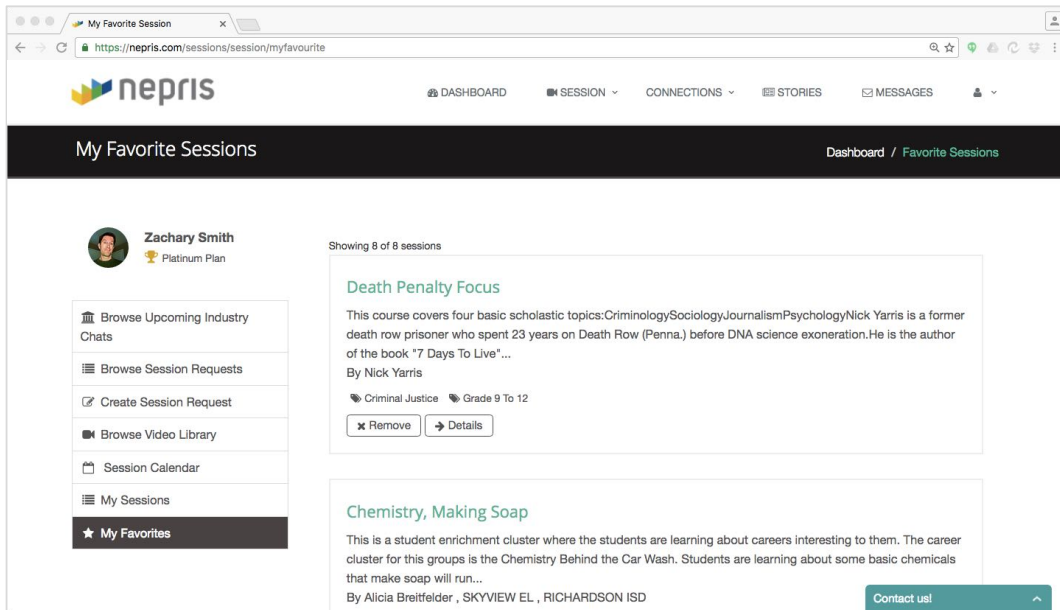 My Favorite Session
https://nepris.com/sessions/session/myfavourite
nepris
DASHBOARD
SESSION
CONNECTIONS
STORIES
MESSAGES
My Favorite Sessions
Dashboard / Favorite Sessions
Zachary Smith
Platinum Plan
Browse Upcoming Industry
Chats
Browse Session Requests
Create Session Request
Browse Video Library
Session Calendar
My Sessions
My Favorites
Showing 8 of 8 sessions
Death Penalty Focus
This course covers four basic scholastic topics:CriminologySociologyJournalismPsychologyNick Yarris is a former
death row prisoner who spent 23 years on Death Row (Penna.) before DNA science exoneration.He is the author
of the book "7 Days To Live"...
By Nick Yarris
Criminal Justice Grade 9 To 12
Remove Details
Chemistry, Making Soap
This is a student enrichment cluster where the students are learning about careers interesting to them. The career
cluster for this groups is the Chemistry Behind the Car Wash. Students are learning about some basic chemicals
that make soap will run...
By Alicia Breitfelder , SKYVIEW EL , RICHARDSON ISD
Contact us!